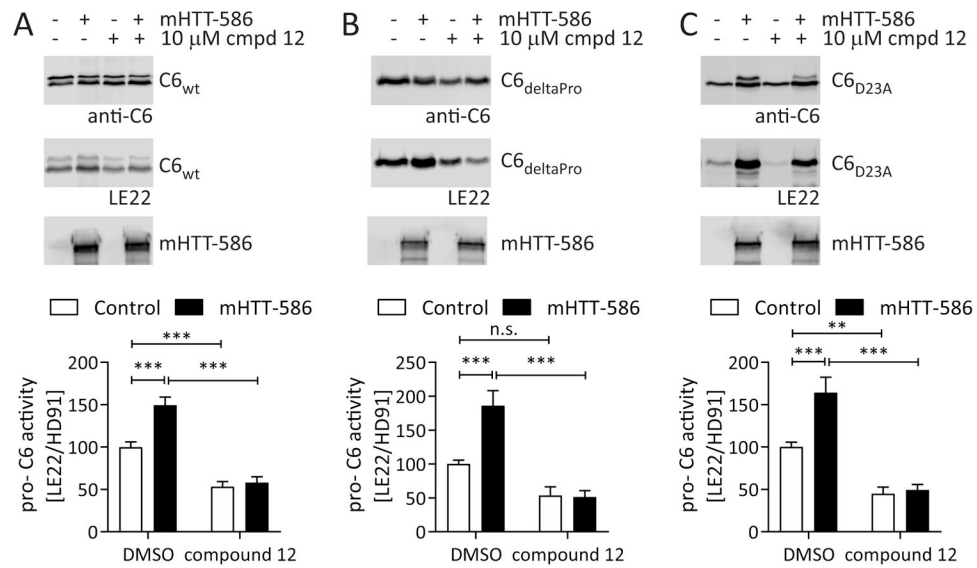 A
- + - + mHTT-586
- - + + 10 µM cmpd 12
C6wt
anti-C6
C6wt
LE22
mHTT-586
Control mHTT-586
***
*** ***
pro- C6 activity
[LE22/HD91]
200
150
100
50
0
DMSO compound 12
B
- + - + mHTT-586
- - + + 10 µM cmpd 12
C6deltaPro
anti-C6
C6deltaPro
LE22
mHTT-586
Control mHTT-586
n.s.
*** ***
pro- C6 activity
[LE22/HD91]
250
200
150
100
50
0
DMSO compound 12
C
- + - + mHTT-586
- - + + 10 µM cmpd 12
C6D23A
anti-C6
C6D23A
LE22
mHTT-586
Control mHTT-586
**
*** ***
pro- C6 activity
[LE22/HD91]
200
150
100
50
0
DMSO compound 12